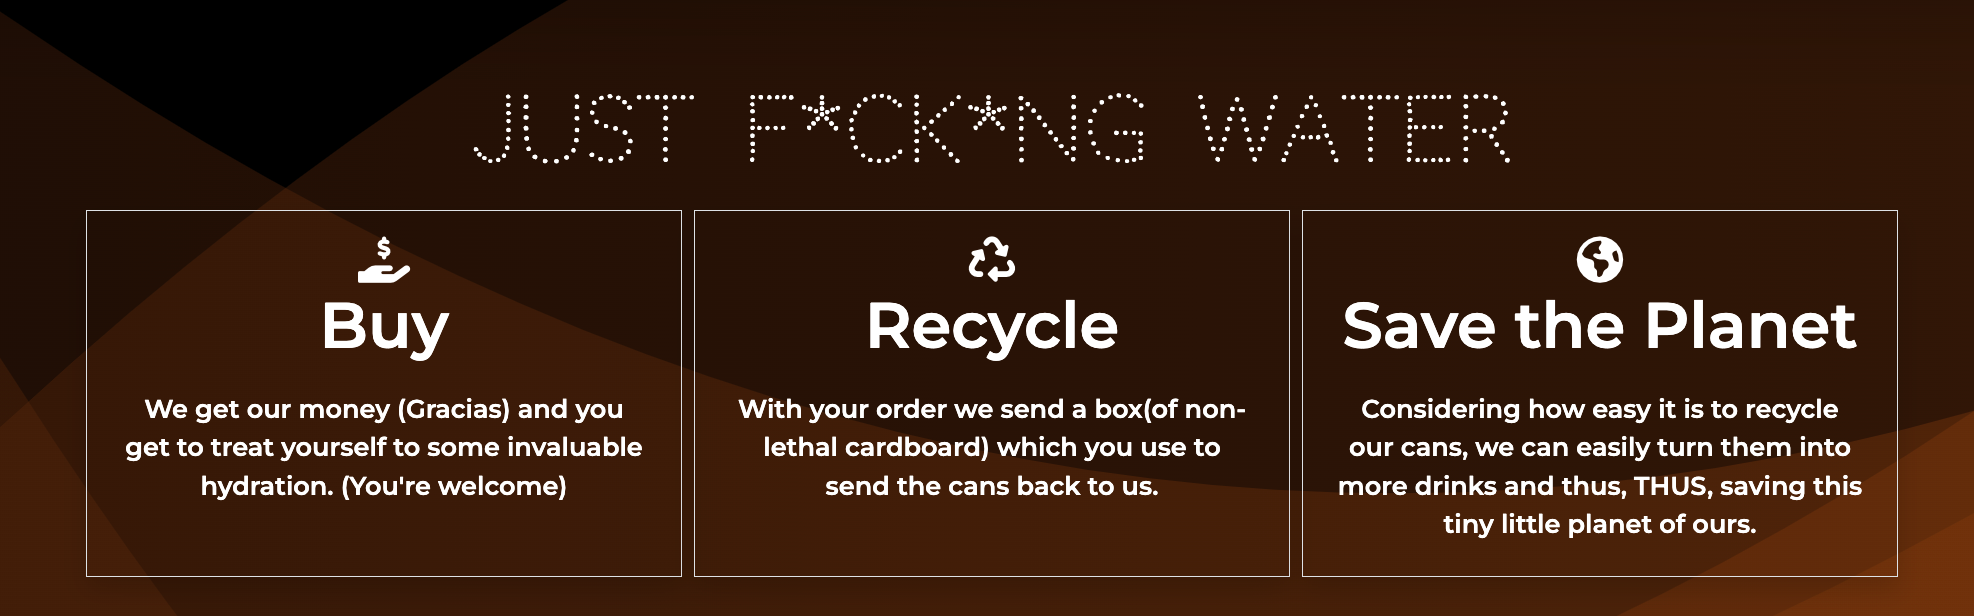 JUST F*CK*NG WATER
Buy
We get our money (Gracias) and you
get to treat yourself to some invaluable
hydration. (You're welcome)
Recycle
With your order we send a box(of non-
lethal cardboard) which you use to
send the cans back to us.
Save the Planet
Considering how easy it is to recycle
our cans, we can easily turn them into
more drinks and thus, THUS, saving this
tiny little planet of ours.